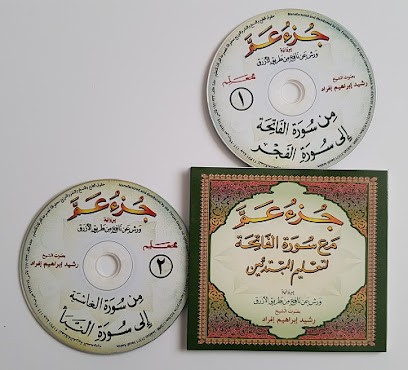 جزء عم
برواية
ورش عن نافع من طريق الأزرق
معلم
بصوت الشيخ
رشيد إبراهيم إفراد
١
من سورة الفاتحة
إلى سورة الفجر
جزء عم
برواية
ورش عن نافع من طريق الأزرق
معلم
بصوت الشيخ
رشيد إبراهيم إفراد
٢
من سورة الغاشية
إلى سورة النبأ
جزء عم
مع سورة الفاتحة
لتعليم المبتدئين
برواية
ورش عن نافع من طريق الأزرق
بصوت الشيخ
رشيد إبراهيم إفراد